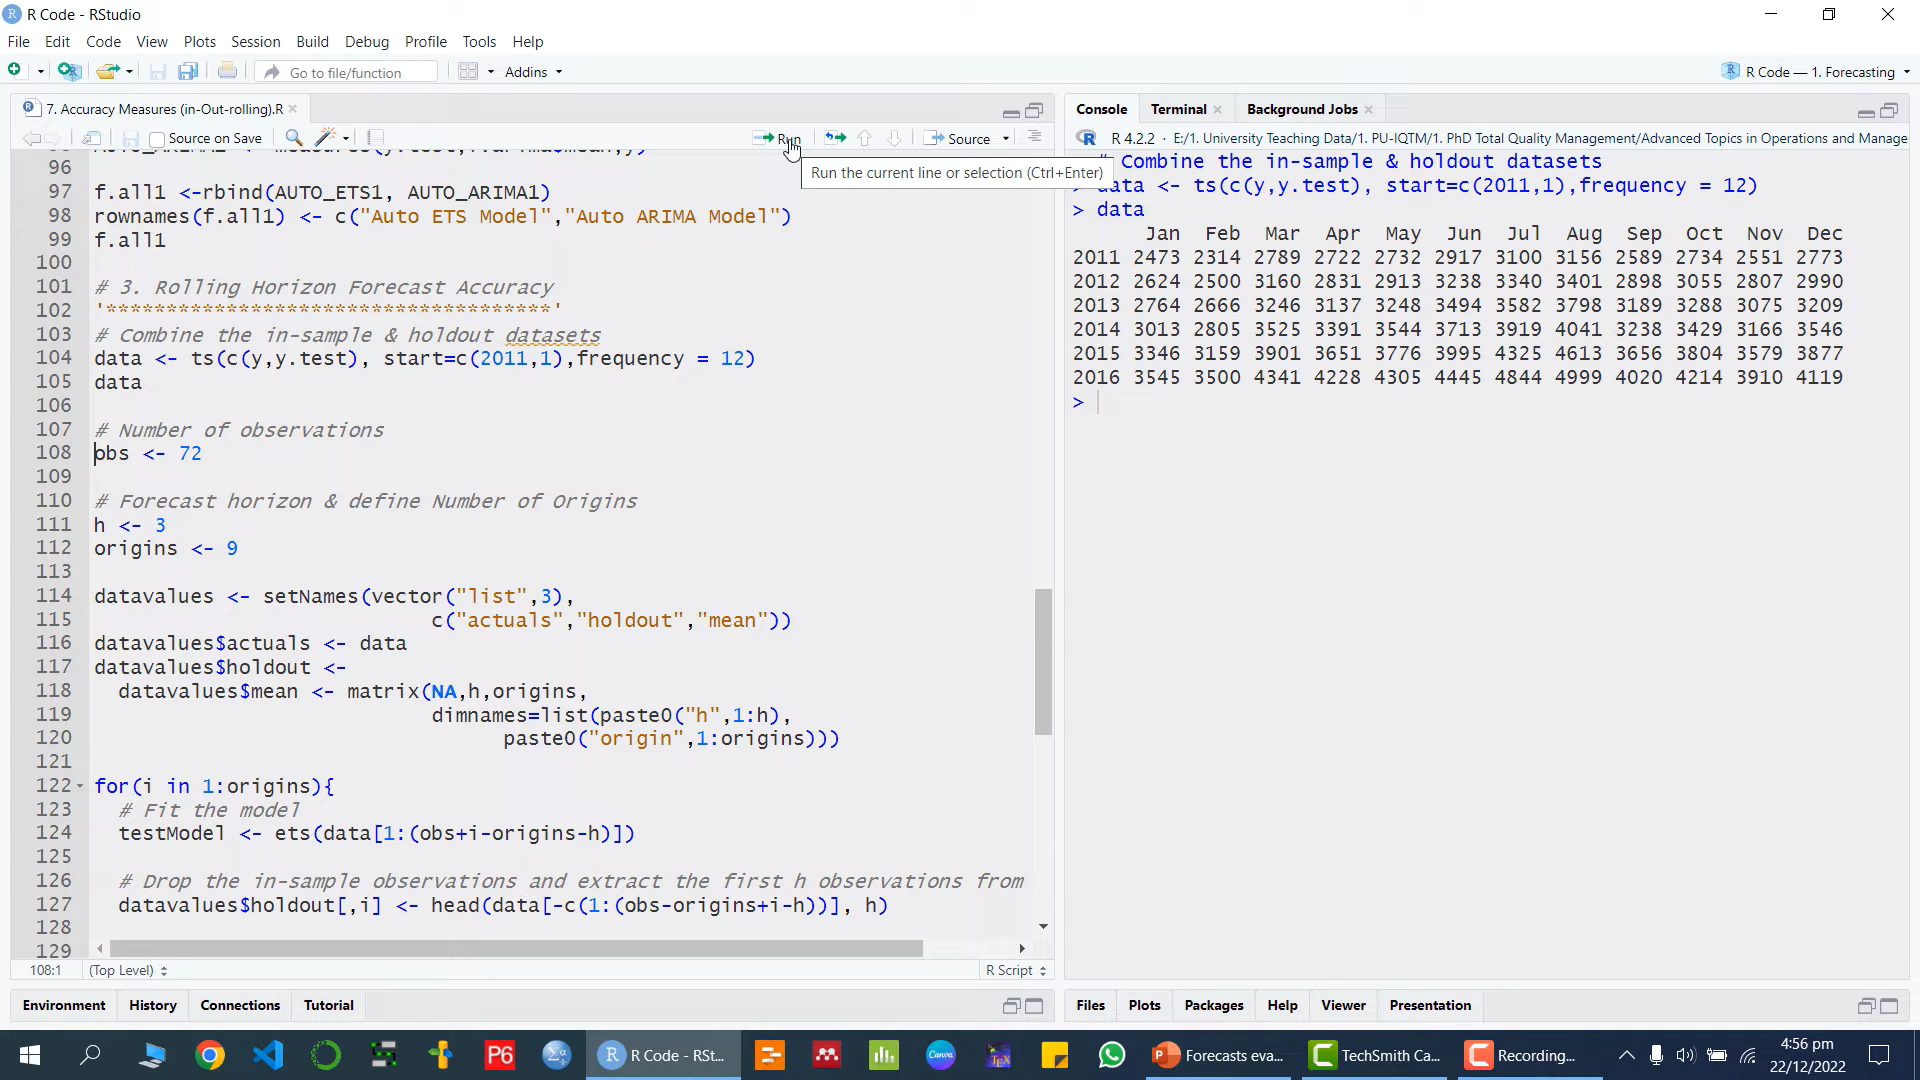 R Code - RStudio
File Edit Code View Plots Session Build Debug Profile Tools Help
Go to file/function
Addins
R Code — 1. Forecasting
7. Accuracy Measures (in-Out-rolling).R
Source on Save
Run
Source
Run the current line or selection (Ctrl+Enter)
96
97 f.all1 <-rbind(AUTO_ETS1, AUTO_ARIMA1)
98 rownames(f.all1) <- c("Auto ETS Model","Auto ARIMA Model")
99 f.all1
100
101 # 3. Rolling Horizon Forecast Accuracy
102 '*************************************'
103 # Combine the in-sample & holdout datasets
104 data <- ts(c(y,y.test), start=c(2011,1),frequency = 12)
105 data
106
107 # Number of observations
108 obs <- 72
109
110 # Forecast horizon & define Number of Origins
111 h <- 3
112 origins <- 9
113
114 datavalues <- setNames(vector("list",3),
115 c("actuals","holdout","mean"))
116 datavalues$actuals <- data
117 datavalues$holdout <-
118 datavalues$mean <- matrix(NA,h,origins,
119 dimnames=list(paste0("h",1:h),
120 paste0("origin",1:origins)))
121
122 for(i in 1:origins){
123 # Fit the model
124 testModel <- ets(data[1:(obs+i-origins-h)])
125
126 # Drop the in-sample observations and extract the first h observations from
127 datavalues$holdout[,i] <- head(data[-c(1:(obs-origins+i-h))], h)
128
129
108:1 (Top Level) R Script
Environment History Connections Tutorial
Console Terminal Background Jobs
R 4.2.2 · E:/1. University Teaching Data/1. PU-IQTM/1. PhD Total Quality Management/Advanced Topics in Operations and Manage
# Combine the in-sample & holdout datasets
> data <- ts(c(y,y.test), start=c(2011,1),frequency = 12)
> data
Jan Feb Mar Apr May Jun Jul Aug Sep Oct Nov Dec
2011 2473 2314 2789 2722 2732 2917 3100 3156 2589 2734 2551 2773
2012 2624 2500 3160 2831 2913 3238 3340 3401 2898 3055 2807 2990
2013 2764 2666 3246 3137 3248 3494 3582 3798 3189 3288 3075 3209
2014 3013 2805 3525 3391 3544 3713 3919 4041 3238 3429 3166 3546
2015 3346 3159 3901 3651 3776 3995 4325 4613 3656 3804 3579 3877
2016 3545 3500 4341 4228 4305 4445 4844 4999 4020 4214 3910 4119
>
Files Plots Packages Help Viewer Presentation
R Code - RSt... Forecasts eva... TechSmith Ca... Recording...
4:56 pm
22/12/2022